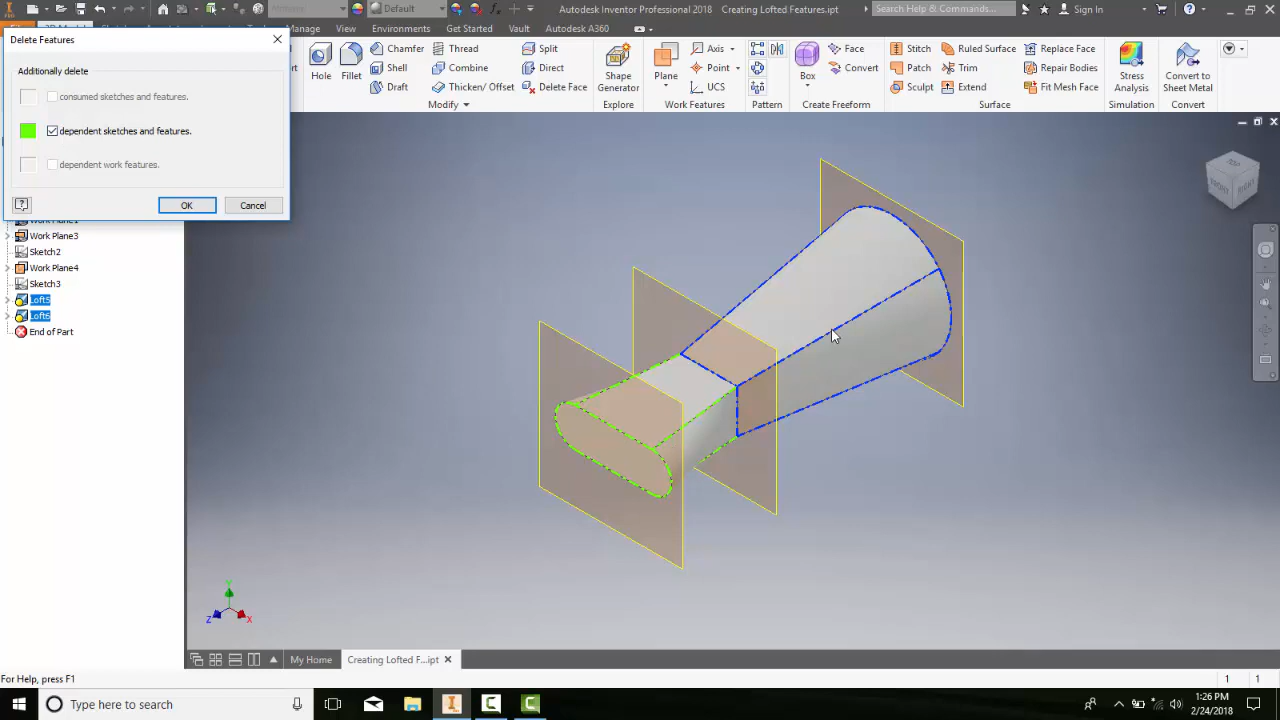 Default
Autodesk Inventor Professional 2018 Creating Lofted Features.ipt
Search Help & Commands...
Sign In
Manage View Environments Get Started Vault Autodesk A360
Delete Features
Additionally delete
consumed sketches and features.
dependent sketches and features.
dependent work features.
OK Cancel
Hole
Fillet
Chamfer
Shell
Draft
Thread
Combine
Thicken/ Offset
Split
Direct
Delete Face
Modify
Shape
Generator
Explore
Plane
Axis
Point
UCS
Work Features
Pattern
Box
Face
Convert
Create Freeform
Stitch
Patch
Sculpt
Ruled Surface
Trim
Extend
Replace Face
Repair Bodies
Fit Mesh Face
Surface
Stress
Analysis
Simulation
Convert to
Sheet Metal
Convert
Work Plane3
Sketch2
Work Plane4
Sketch3
Loft5
Loft6
End of Part
FRONT
RIGHT
Y
Z
X
My Home
Creating Lofted F...ipt
For Help, press F1
1 1
Type here to search
1:26 PM
2/24/2018